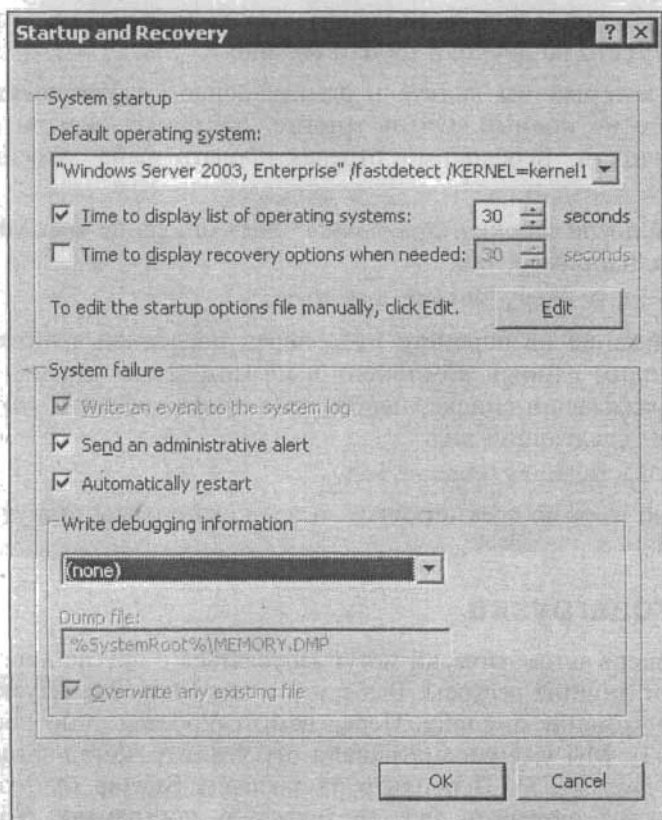 Startup and Recovery
System startup
Default operating system:
"Windows Server 2003, Enterprise" /fastdetect /KERNEL=kernel1
Time to display list of operating systems: 30 seconds
Time to display recovery options when needed: 30 seconds
To edit the startup options file manually, click Edit. Edit
System failure
Write an event to the system log
Send an administrative alert
Automatically restart
Write debugging information
(none)
Dump file:
%SystemRoot%\MEMORY.DMP
Overwrite any existing file
OK Cancel